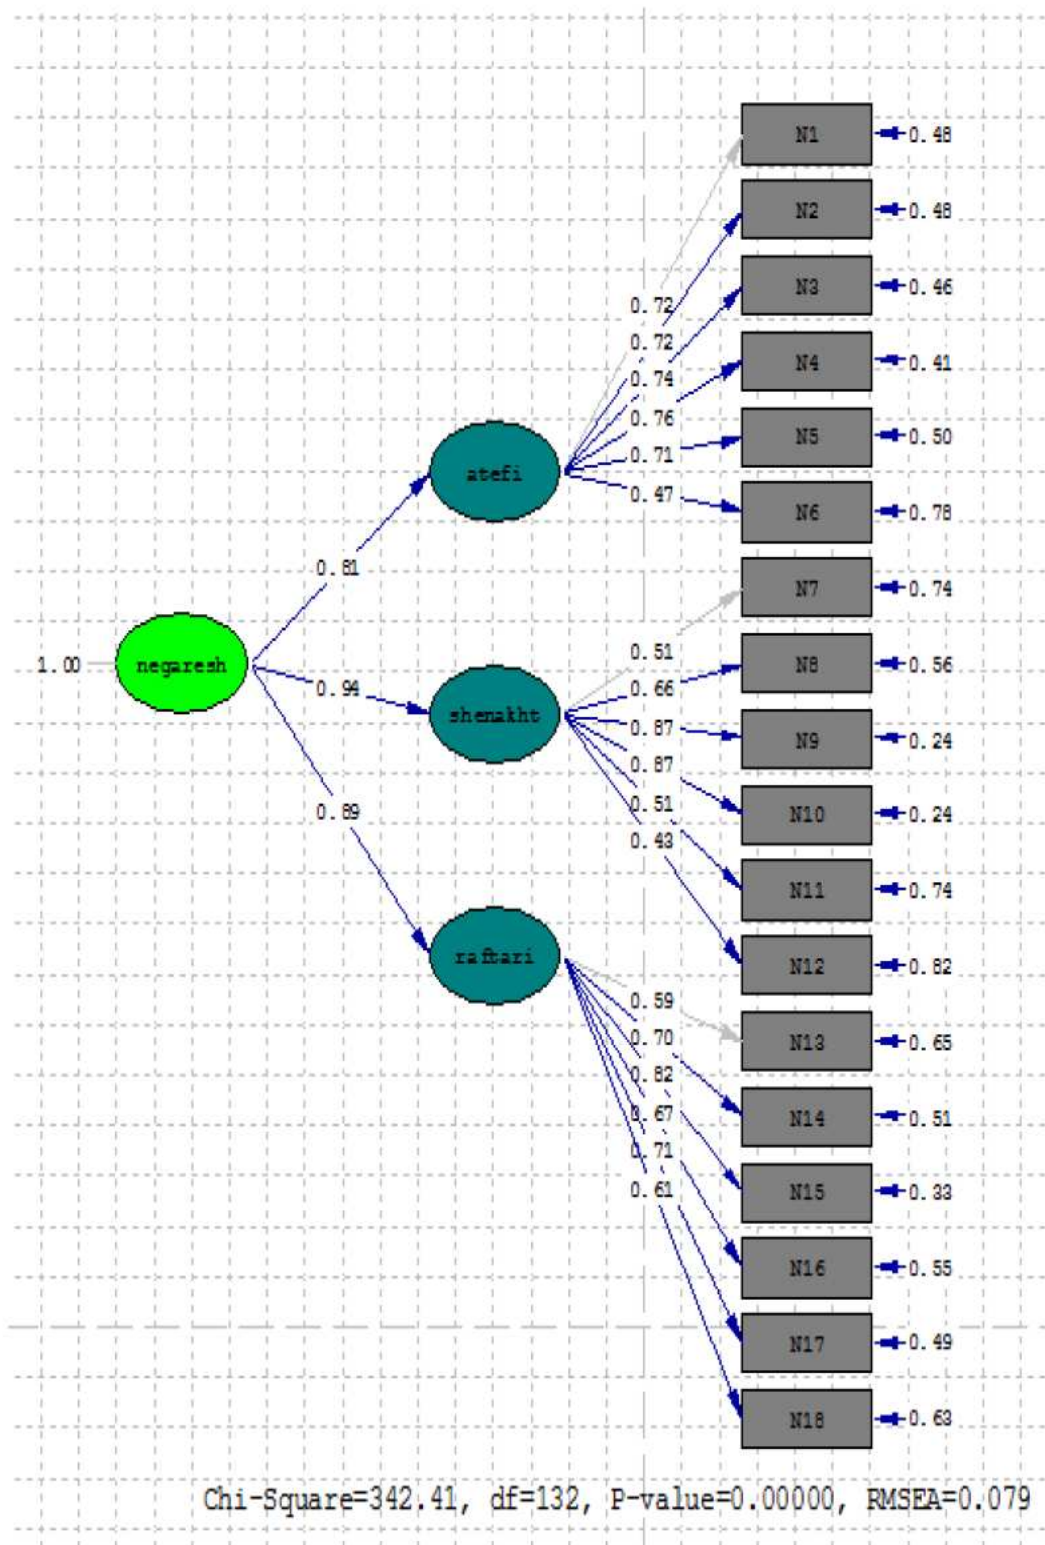 N1 0.48
N2 0.48
0.72 N3 0.46
0.72
0.74 N4 0.41
0.76
0.71 N5 0.50
atefi
0.47 N6 0.78
0.81
N7 0.74
0.51
1.00 negaresh N8 0.56
0.94 0.66
shenakht
0.87 N9 0.24
0.87
0.89 0.51 N10 0.24
0.43
N11 0.74
raftari N12 0.82
0.59
0.70 N13 0.65
0.82
0.67 N14 0.51
0.71
0.61 N15 0.33
N16 0.55
N17 0.49
N18 0.63
Chi-Square=342.41, df=132, P-value=0.00000, RMSEA=0.079